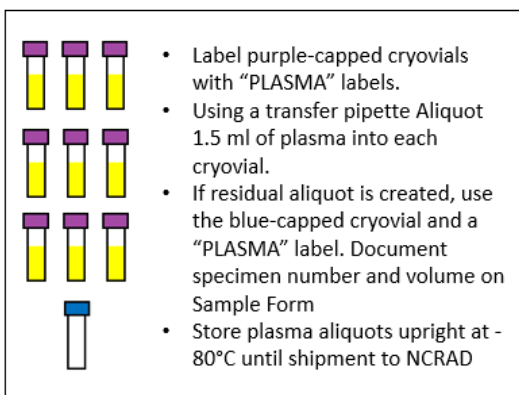 • Label purple-capped cryovials
with “PLASMA” labels.
• Using a transfer pipette Aliquot
1.5 ml of plasma into each
cryovial.
• If residual aliquot is created, use
the blue-capped cryovial and a
“PLASMA” label. Document
specimen number and volume on
Sample Form
• Store plasma aliquots upright at -
80°C until shipment to NCRAD